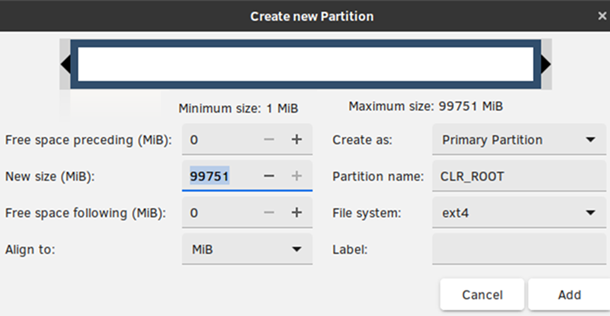 Create new Partition ×
Minimum size: 1 MiB Maximum size: 99751 MiB
Free space preceding (MiB): 0 − + Create as: Primary Partition
New size (MiB): 99751 − + Partition name: CLR_ROOT
Free space following (MiB): 0 − + File system: ext4
Align to: MiB Label:
Cancel Add